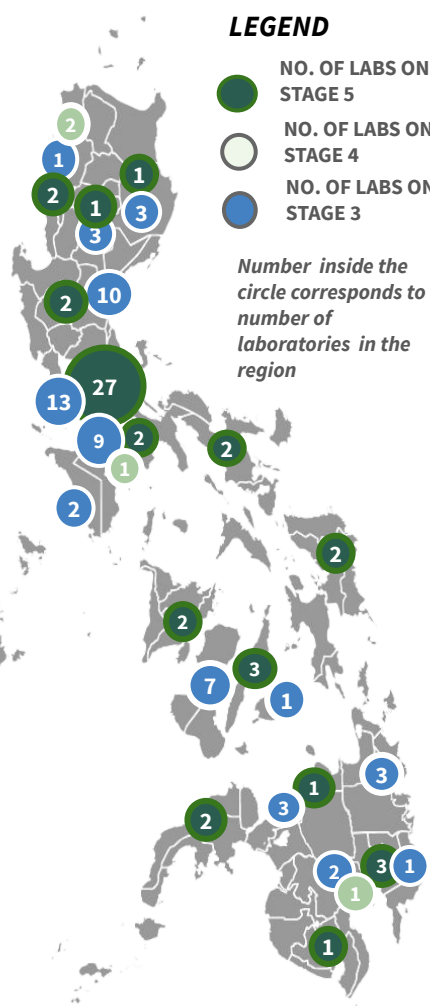 LEGEND
NO. OF LABS ON
STAGE 5
NO. OF LABS ON
STAGE 4
NO. OF LABS ON
STAGE 3
Number inside the
circle corresponds to
number of
laboratories in the
region
2
1
1
2
1
3
3
10
2
27
13
9
2
1
2
2
2
2
3
7
1
3
1
3
2
3
1
2
1
1